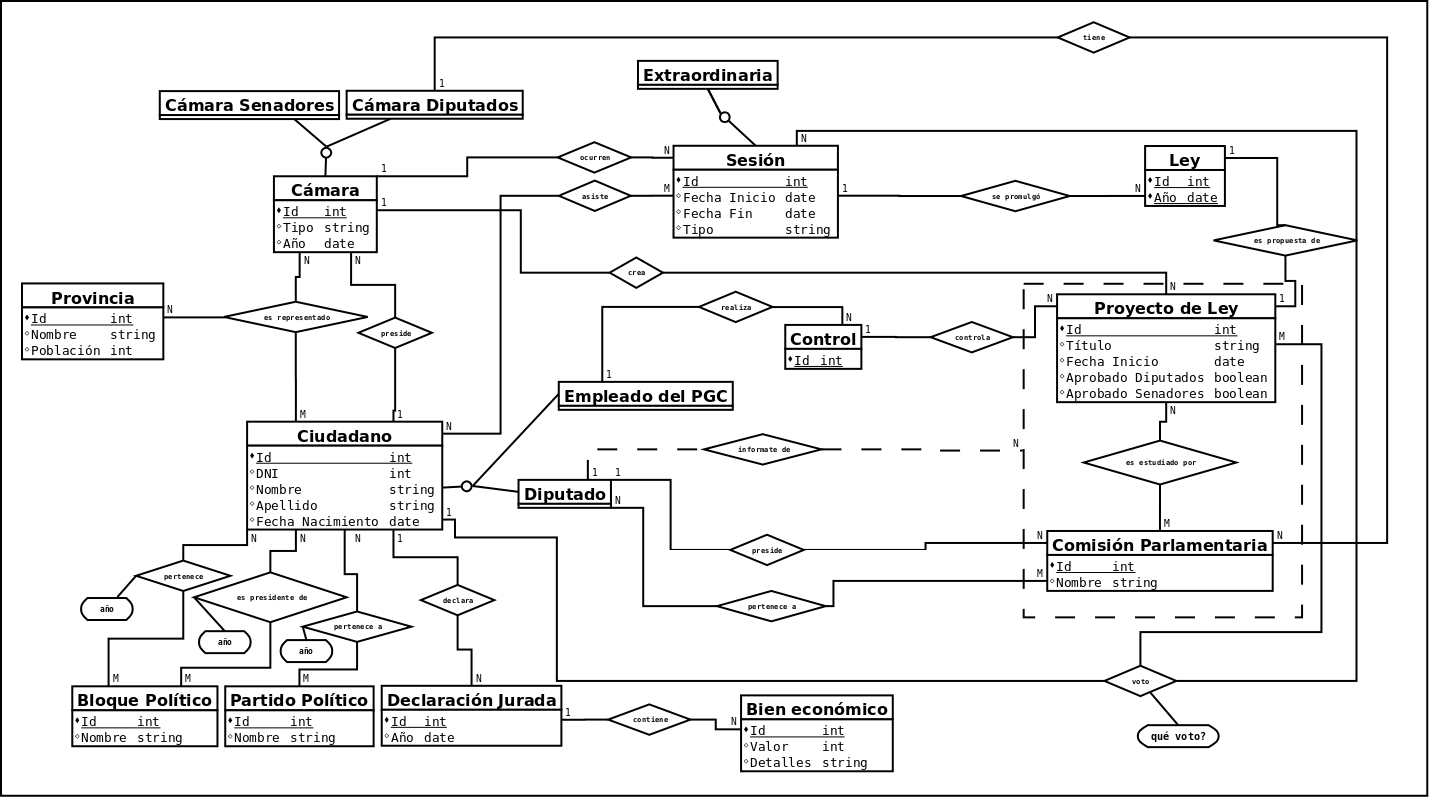 tiene
1
Extraordinaria
Cámara Senadores
Cámara Diputados
N
1
ocurren
N
Sesión
Id int
Fecha Inicio date
Fecha Fin date
Tipo string
Ley
Id int
Año date
1
1
se promulgó
N
asiste
M
Cámara
Id int
Tipo string
Año date
1
es propuesta de
N
N
crea
N
1
Provincia
Id int
Nombre string
Población int
N
es representado
preside
realiza
N
Control
Id int
1
controla
N
Proyecto de Ley
Id int
Título string
Fecha Inicio date
Aprobado Diputados boolean
Aprobado Senadores boolean
M
N
1
Empleado del PGC
M
1
N
Ciudadano
Id int
DNI int
Nombre string
Apellido string
Fecha Nacimiento date
informate de
N
es estudiado por
1
1
Diputado
N
1
M
N
N
N
1
preside
N
Comisión Parlamentaria
Id int
Nombre string
N
M
pertenece
año
es presidente de
año
pertenece a
año
declara
pertenece a
M
M
M
N
voto
Bloque Político
Id int
Nombre string
Partido Político
Id int
Nombre string
Declaración Jurada
Id int
Año date
1
contiene
N
Bien económico
Id int
Valor int
Detalles string
qué voto?